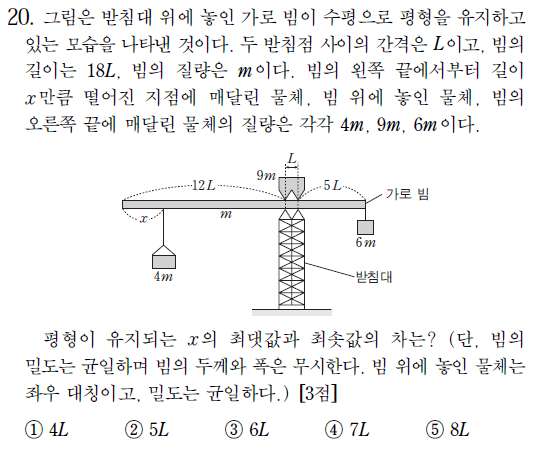 20. 그림은 받침대 위에 놓인 가로 빔이 수평으로 평형을 유지하고
있는 모습을 나타낸 것이다. 두 받침점 사이의 간격은 L이고, 빔의
길이는 18L, 빔의 질량은 m이다. 빔의 왼쪽 끝에서부터 길이
x만큼 떨어진 지점에 매달린 물체, 빔 위에 놓인 물체, 빔의
오른쪽 끝에 매달린 물체의 질량은 각각 4m, 9m, 6m이다.
L
9m
12L
5L
가로 빔
x
m
6m
4m
받침대
평형이 유지되는 x의 최댓값과 최솟값의 차는? (단, 빔의
밀도는 균일하며 빔의 두께와 폭은 무시한다. 빔 위에 놓인 물체는
좌우 대칭이고, 밀도는 균일하다.) [3점]
① 4L ② 5L ③ 6L ④ 7L ⑤ 8L